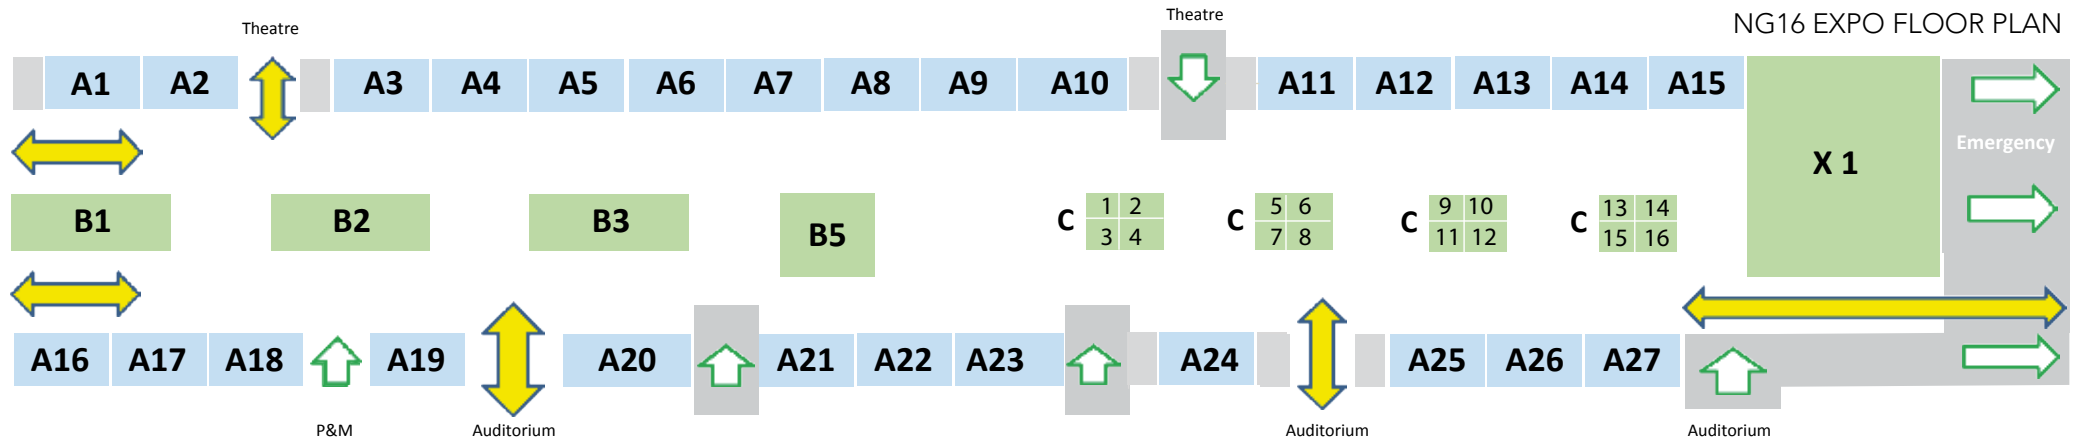 Theatre
Theatre
NG16 EXPO FLOOR PLAN
A1 A2 A3 A4 A5 A6 A7 A8 A9 A10 A11 A12 A13 A14 A15
Emergency
X 1
B1 B2 B3 B5
C 1 2 3 4
C 5 6 7 8
C 9 10 11 12
C 13 14 15 16
A16 A17 A18 A19 A20 A21 A22 A23 A24 A25 A26 A27
P&M
Auditorium
Auditorium
Auditorium